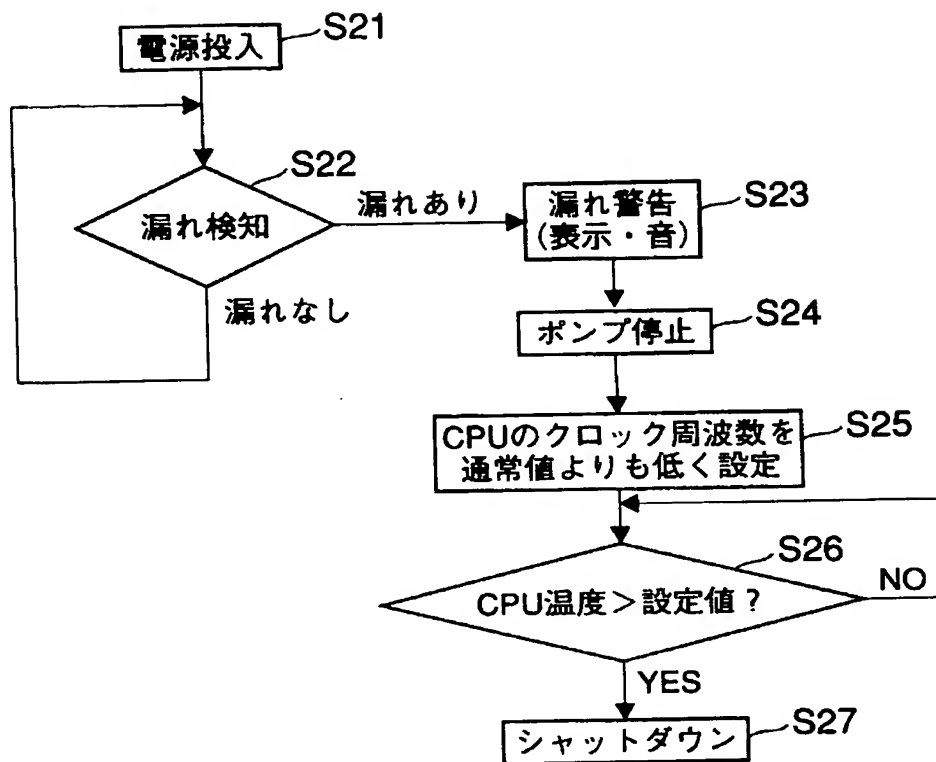 電源投入
S21
S22
漏れ検知
漏れあり
漏れなし
漏れ警告
(表示・音)
S23
ポンプ停止
S24
CPUのクロック周波数を
通常値よりも低く設定
S25
S26
CPU温度>設定値?
NO
YES
シャットダウン
S27